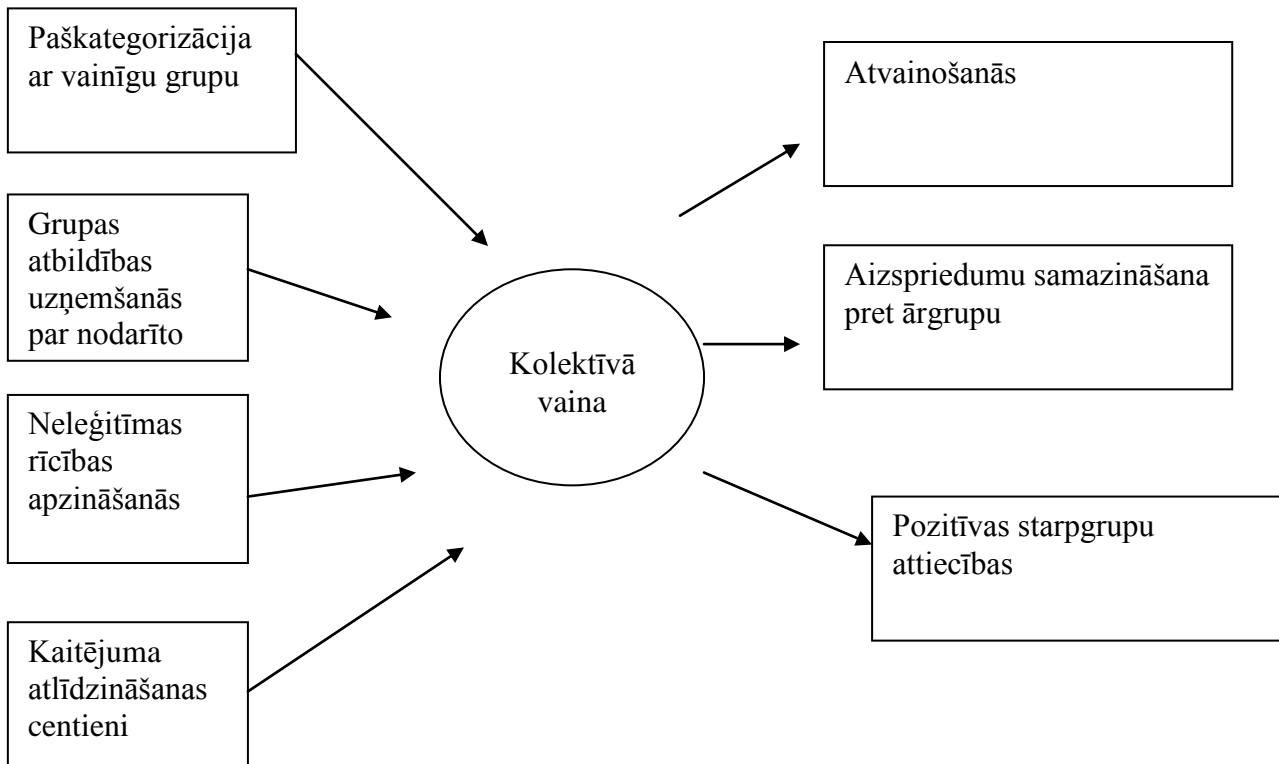 Paškategorizācija
ar vainīgu grupu
Grupas
atbildības
uzņemšanās
par nodarīto
Neleģitīmas
rīcības
apzināšanās
Kaitējuma
atlīdzināšanas
centieni
Kolektīvā
vaina
Atvainošanās
Aizspriedumu samazināšana
pret ārgrupu
Pozitīvas starpgrupu
attiecības